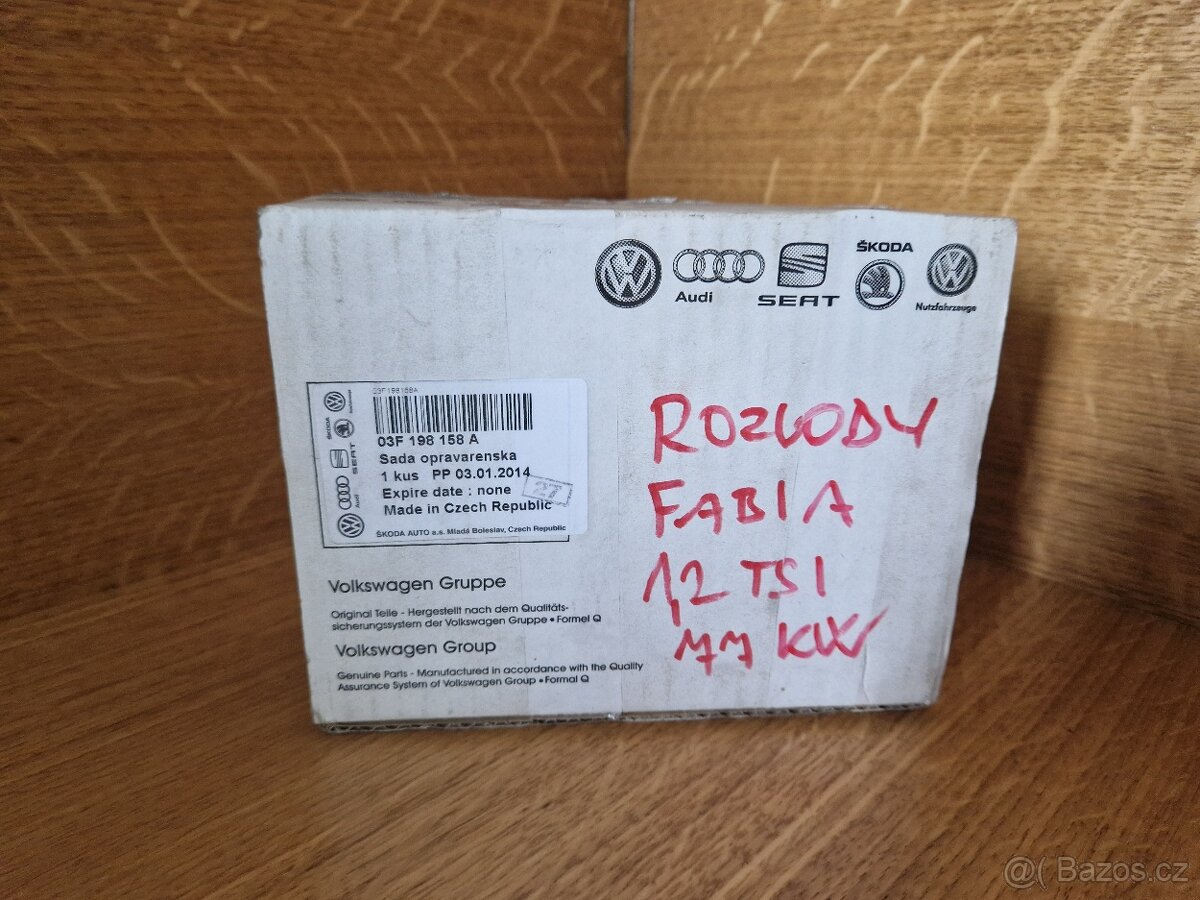 ŠKODA
Audi
SEAT
Nutzfahrzeuge
03F198158A
03F 198 158 A
Sada opravarenska
1 kus PP 03.01.2014
Expire date : none
27
Made in Czech Republic
ŠKODA AUTO a.s. Mladá Boleslav, Czech Republic
ROZVODY
FABIA
1,2 TSI
77 KW
Volkswagen Gruppe
Original Teile - Hergestellt nach dem Qualitäts-
sicherungssystem der Volkswagen Gruppe • Formel Q
Volkswagen Group
Genuine Parts - Manufactured in accordance with the Quality
Assurance System of Volkswagen Group • Formal Q
@( Bazos.cz